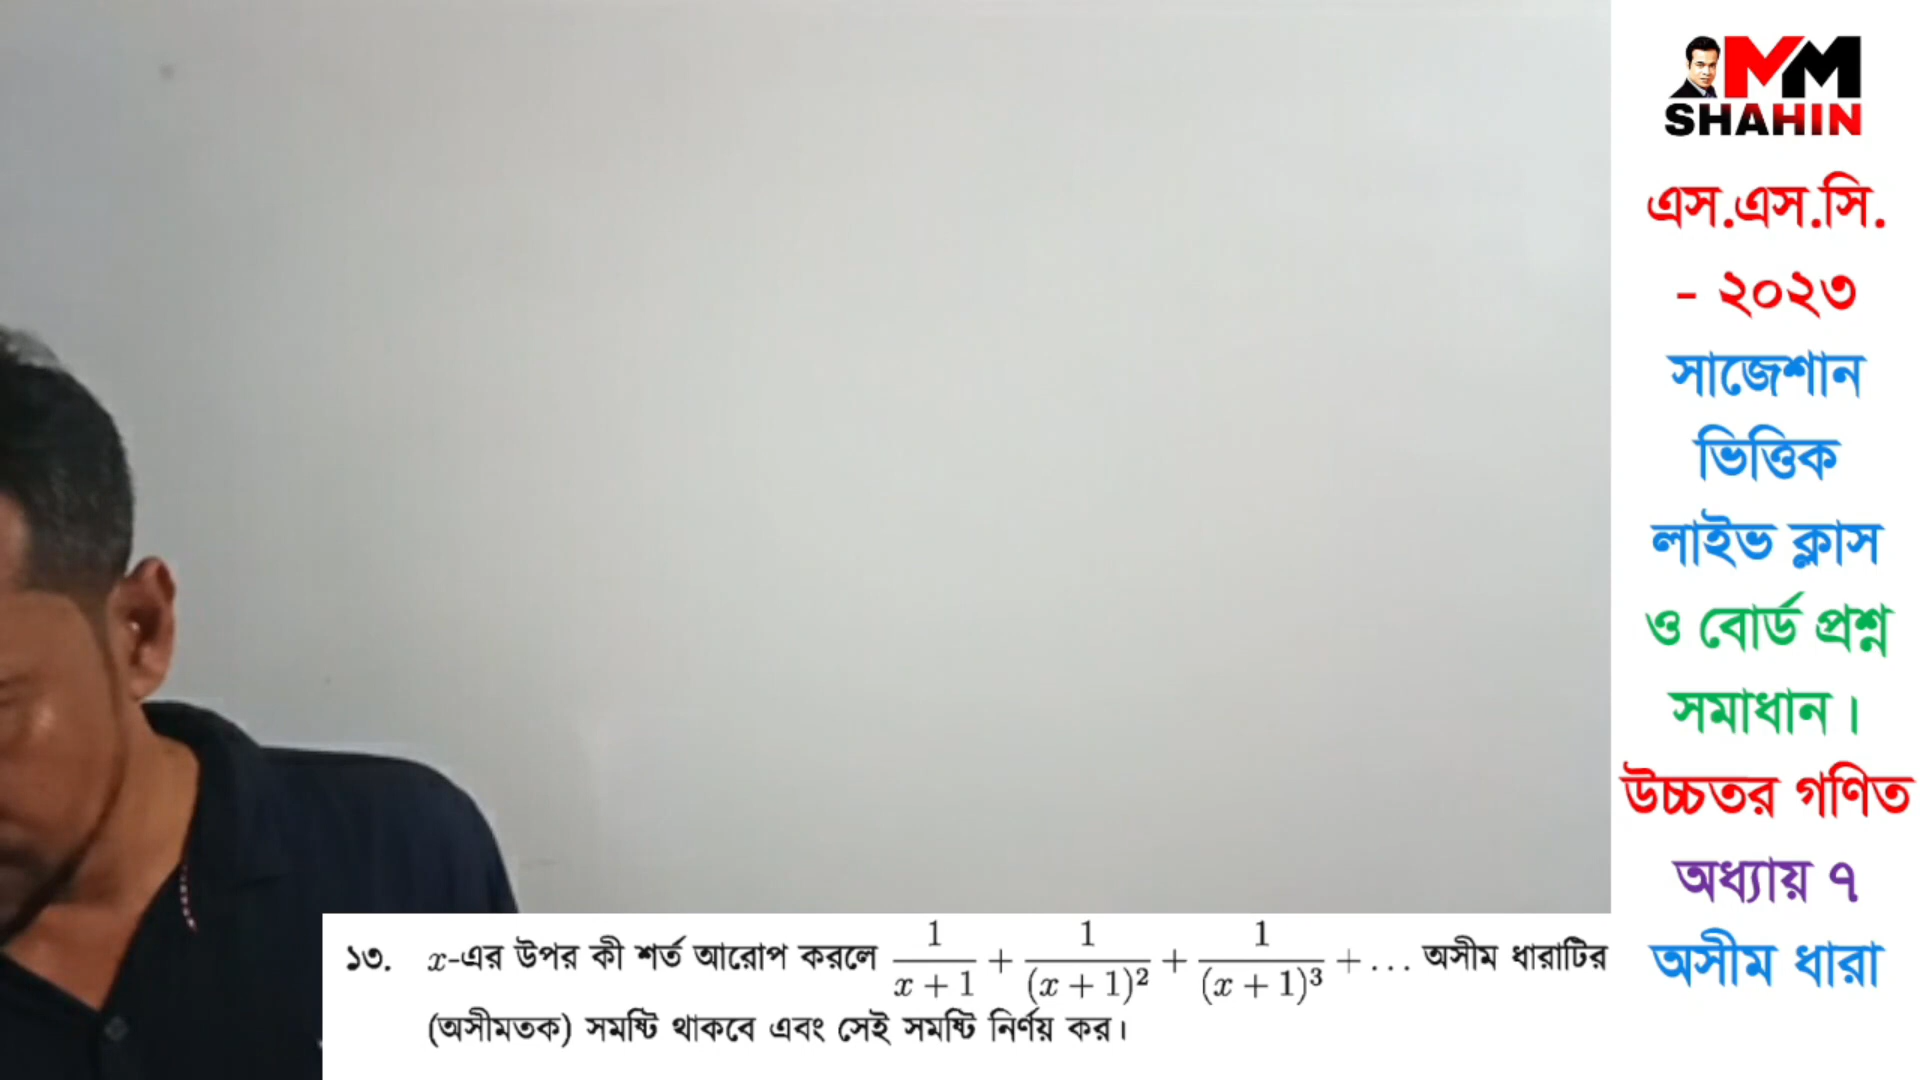 MM
SHAHIN
এস.এস.সি.
- ২০২৩
সাজেশান
ভিত্তিক
লাইভ ক্লাস
ও বোর্ড প্রশ্ন
সমাধান।
উচ্চতর গণিত
অধ্যায় ৭
অসীম ধারা
১৩. x-এর উপর কী শর্ত আরোপ করলে 1/(x + 1) + 1/(x + 1)² + 1/(x + 1)³ + ... অসীম ধারাটির
(অসীমতক) সমষ্টি থাকবে এবং সেই সমষ্টি নির্ণয় কর।